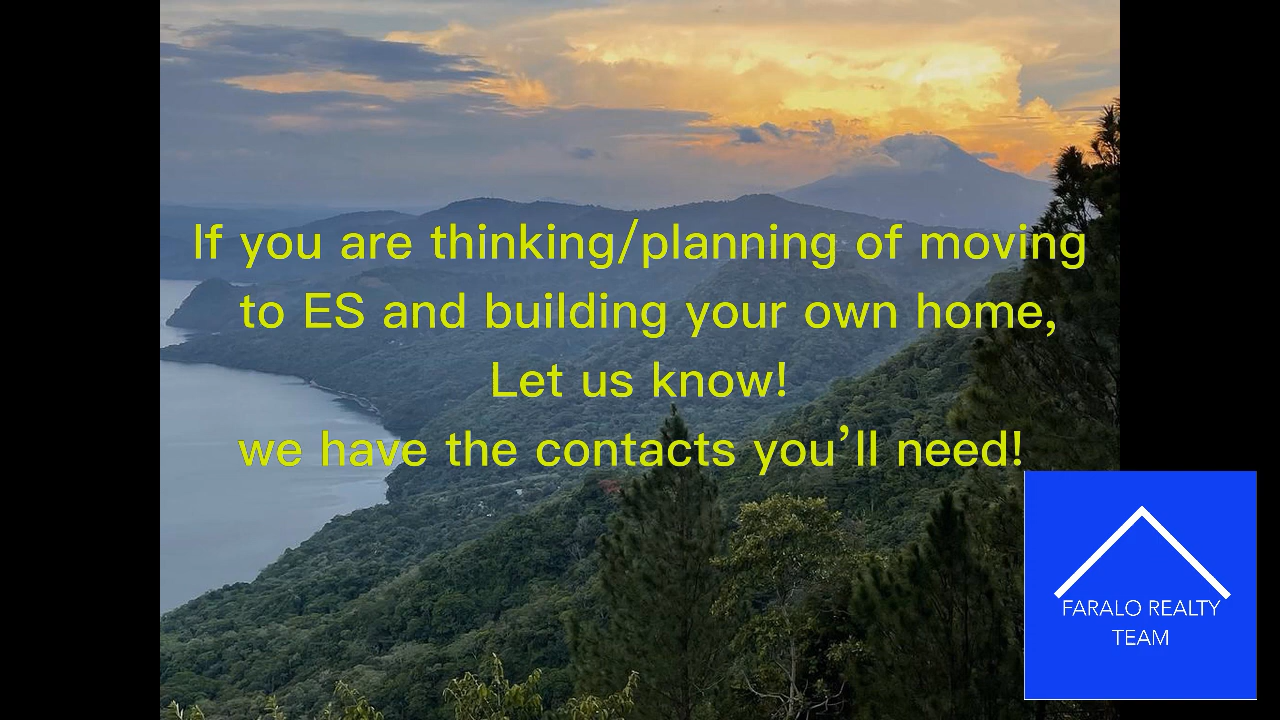 If you are thinking/planning of moving
to ES and building your own home,
Let us know!
we have the contacts you’ll need!
FARALO REALTY
TEAM